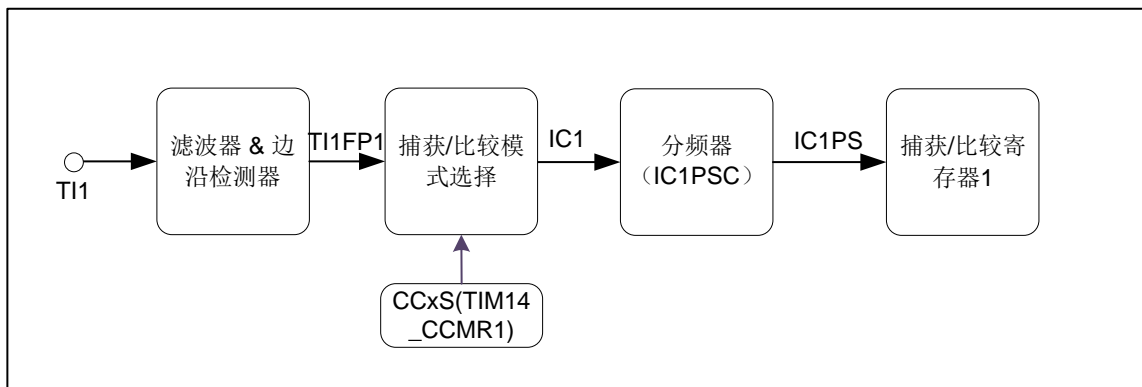 TI1
滤波器 & 边
沿检测器
TI1FP1
捕获/比较模
式选择
IC1
分频器
（IC1PSC）
IC1PS
捕获/比较寄
存器1
CCxS(TIM14
_CCMR1)